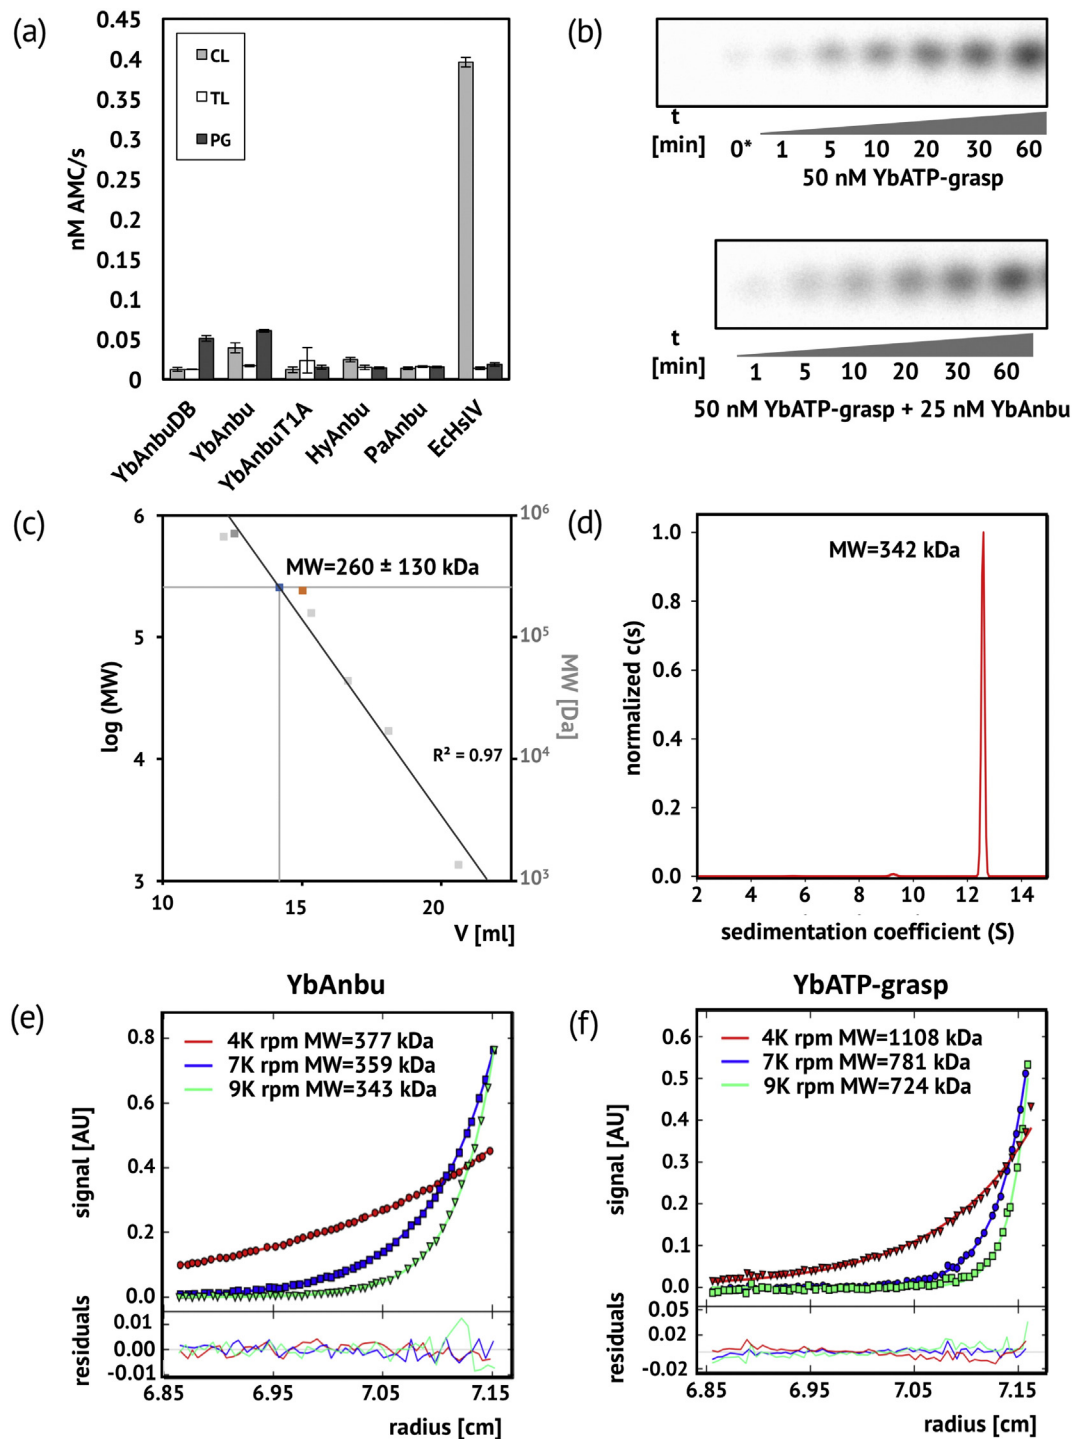 (a)
0.45
0.4
0.35
0.3
0.25
0.2
0.15
0.1
0.05
0
nM AMC/s
CL
TL
PG
YbAnbuDB
YbAnbu
YbAnbuT1A
HyAnbu
PaAnbu
EcHslV
(b)
t
[min]
0* 1 5 10 20 30 60
50 nM YbATP-grasp
t
[min]
1 5 10 20 30 60
50 nM YbATP-grasp + 25 nM YbAnbu
(c)
6
5
4
3
log (MW)
MW=260 ± 130 kDa
R² = 0.97
10⁶
10⁵
10⁴
10³
MW [Da]
10 15 20
V [ml]
(d)
1.0
0.8
0.6
0.4
0.2
0.0
normalized c(s)
MW=342 kDa
2 4 6 8 10 12 14
sedimentation coefficient (S)
YbAnbu
(e)
0.8
0.6
0.4
0.2
0.0
signal [AU]
4K rpm MW=377 kDa
7K rpm MW=359 kDa
9K rpm MW=343 kDa
0.01
0.00
-0.01
residuals
6.85 6.95 7.05 7.15
radius [cm]
YbATP-grasp
(f)
0.6
0.5
0.4
0.3
0.2
0.1
0.0
signal [AU]
4K rpm MW=1108 kDa
7K rpm MW=781 kDa
9K rpm MW=724 kDa
0.05
0.02
-0.02
residuals
6.85 6.95 7.05 7.15
radius [cm]